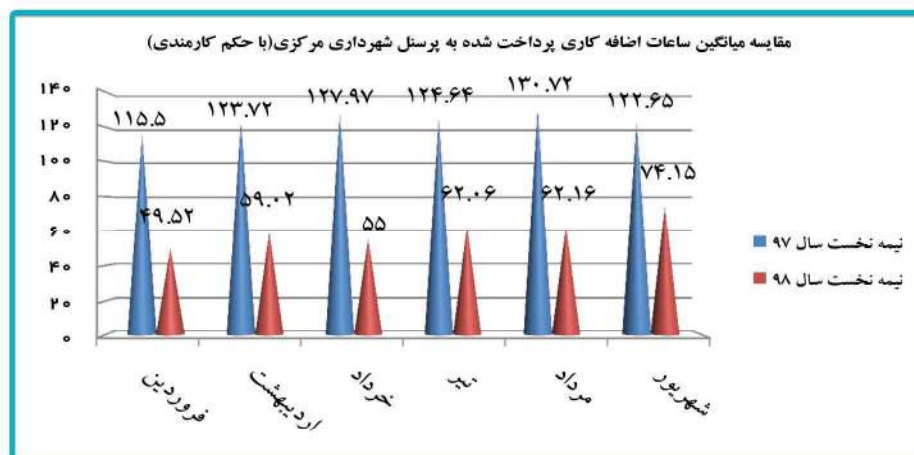 مقایسه میانگین ساعات اضافه کاری پرداخت شده به پرسنل شهرداری مرکزی(با حکم کارمندی)
۱۴۰
۱۲۰
۱۰۰
۸۰
۶۰
۴۰
۲۰
۰
۱۱۵.۵
۱۲۳.۷۲
۱۲۷.۹۷
۱۲۴.۶۴
۱۳۰.۷۲
۱۲۲.۶۵
۴۹.۵۲
۵۹.۰۲
۵۵
۶۲.۰۶
۶۲.۱۶
۷۴.۱۵
فروردین
اردیبهشت
خرداد
تیر
مرداد
شهریور
نیمه نخست سال ۹۷
نیمه نخست سال ۹۸